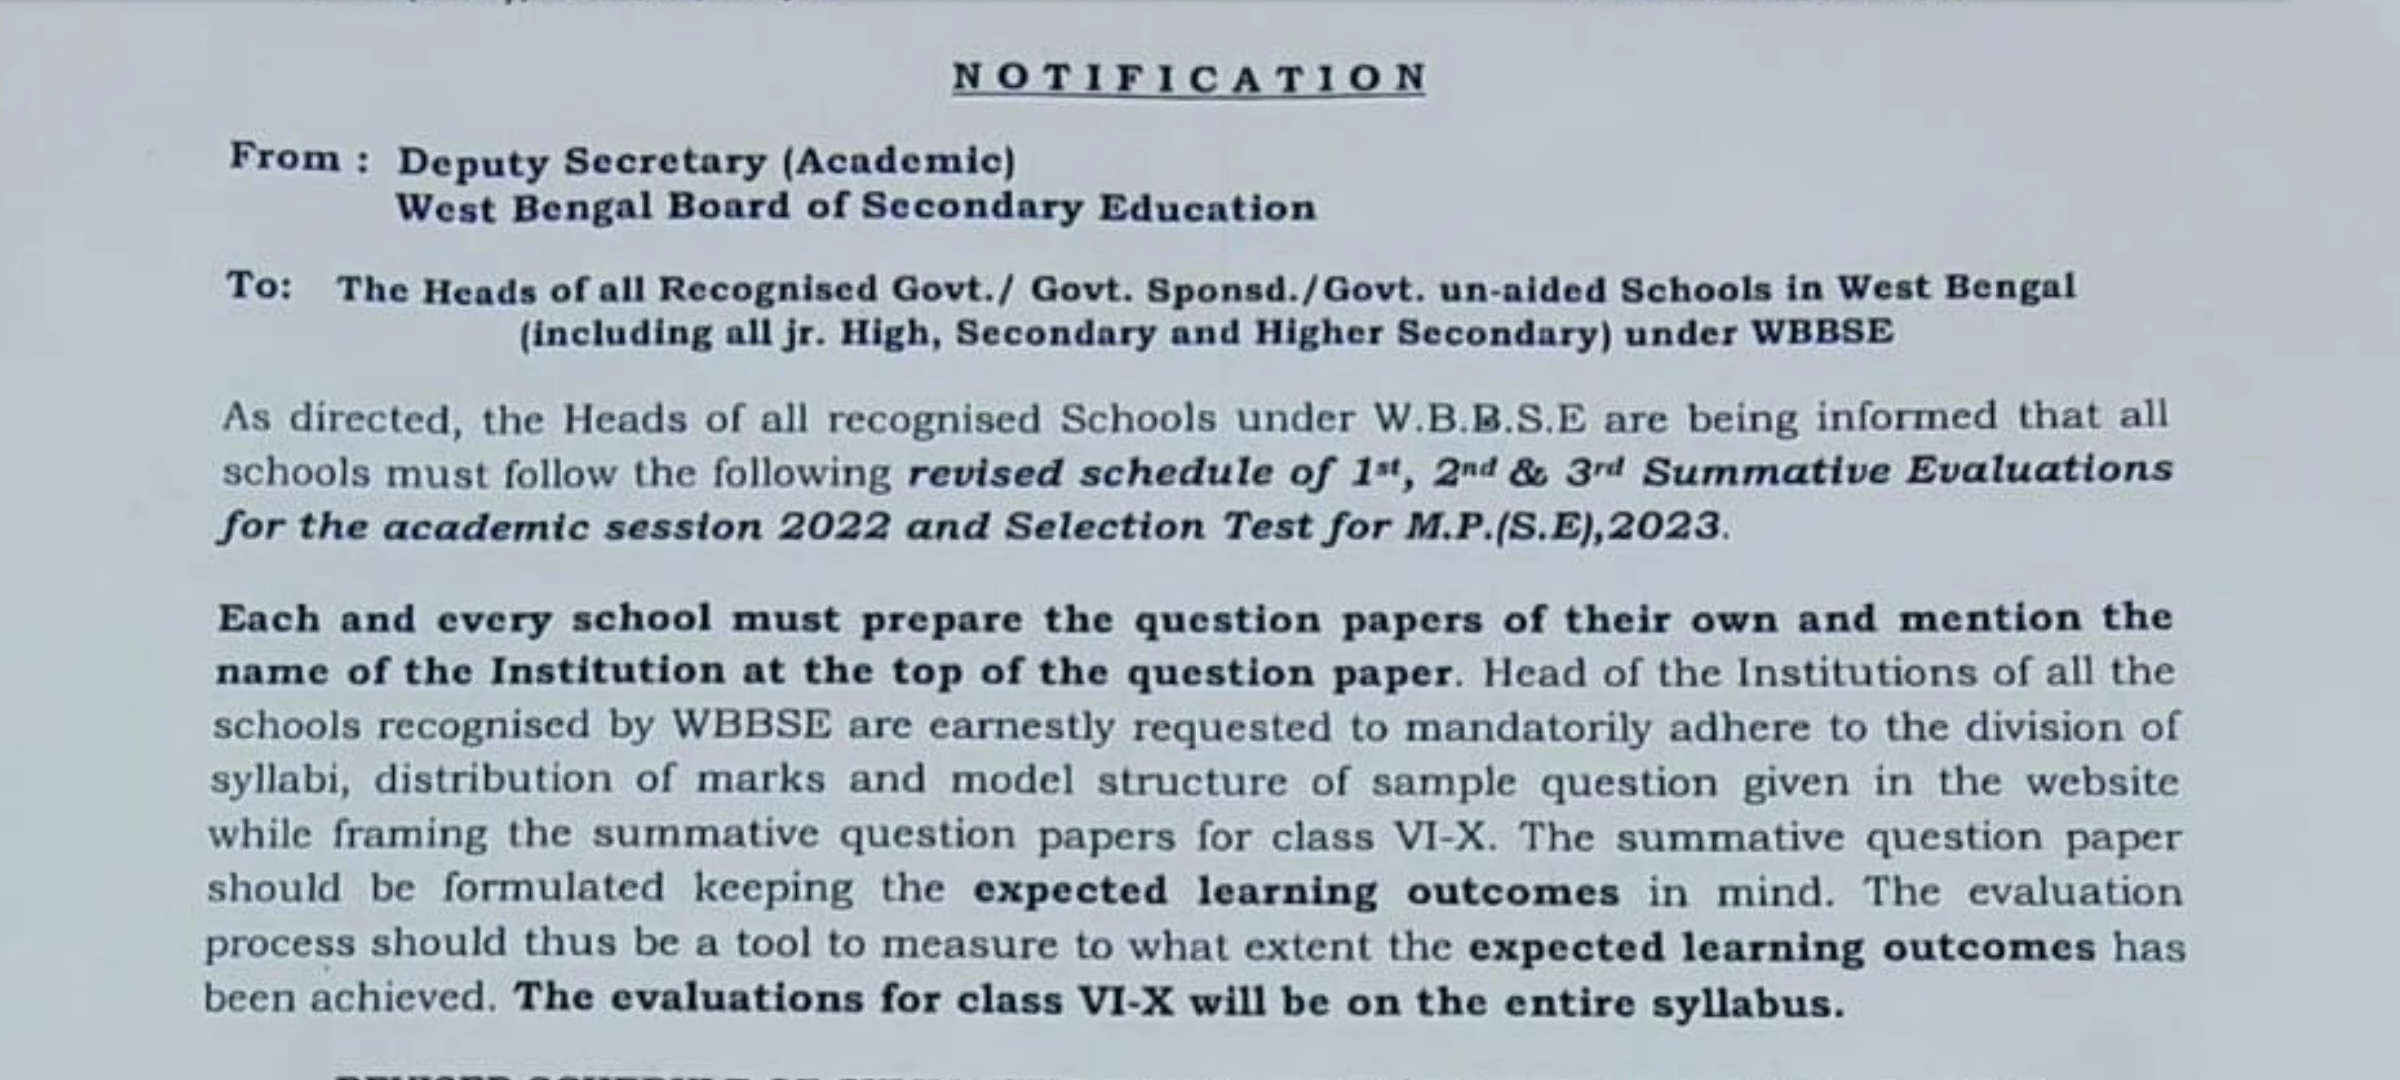 NOTIFICATION
From : Deputy Secretary (Academic)
West Bengal Board of Secondary Education
To: The Heads of all Recognised Govt./ Govt. Sponsd./Govt. un-aided Schools in West Bengal
(including all jr. High, Secondary and Higher Secondary) under WBBSE
As directed, the Heads of all recognised Schools under W.B.B.S.E are being informed that all
schools must follow the following revised schedule of 1st, 2nd & 3rd Summative Evaluations
for the academic session 2022 and Selection Test for M.P.(S.E),2023.
Each and every school must prepare the question papers of their own and mention the
name of the Institution at the top of the question paper. Head of the Institutions of all the
schools recognised by WBBSE are earnestly requested to mandatorily adhere to the division of
syllabi, distribution of marks and model structure of sample question given in the website
while framing the summative question papers for class VI-X. The summative question paper
should be formulated keeping the expected learning outcomes in mind. The evaluation
process should thus be a tool to measure to what extent the expected learning outcomes has
been achieved. The evaluations for class VI-X will be on the entire syllabus.